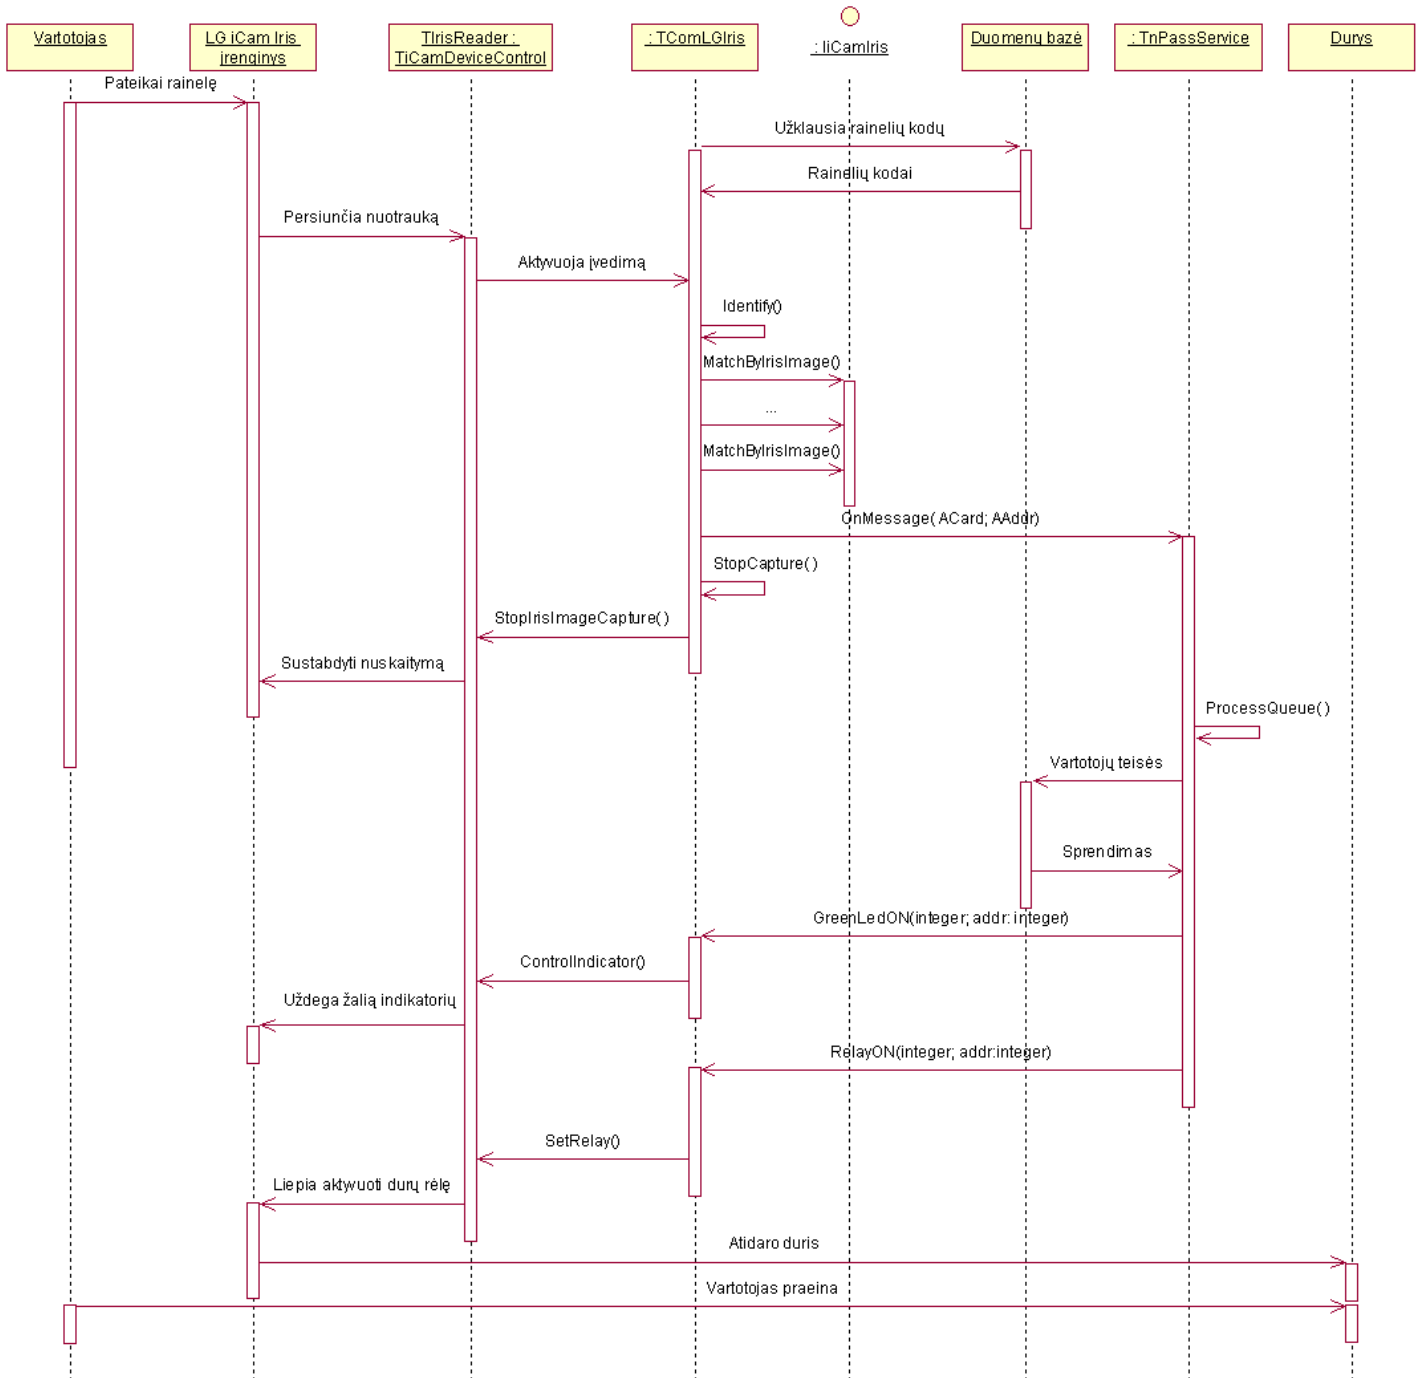 Vartotojas
LG iCam Iris
įrenginys
TIrisReader :
TiCamDeviceControl
: TComLGIris
: IiCamIris
Duomenų bazė
: TnPassService
Durys
Pateikai rainelę
Užklausia rainelių kodų
Rainelių kodai
Persiunčia nuotrauką
Aktyvuoja įvedimą
Identify()
MatchByIrisImage()
...
MatchByIrisImage()
OnMessage( ACard; AAddr)
StopCapture( )
StopIrisImageCapture( )
Sustabdyti nuskaitymą
ProcessQueue( )
Vartotojų teisės
Sprendimas
GreenLedON(integer; addr: integer)
ControlIndicator()
Uždega žalią indikatorių
RelayON(integer; addr:integer)
SetRelay()
Liepia aktyvuoti durų rėlę
Atidaro duris
Vartotojas praeina